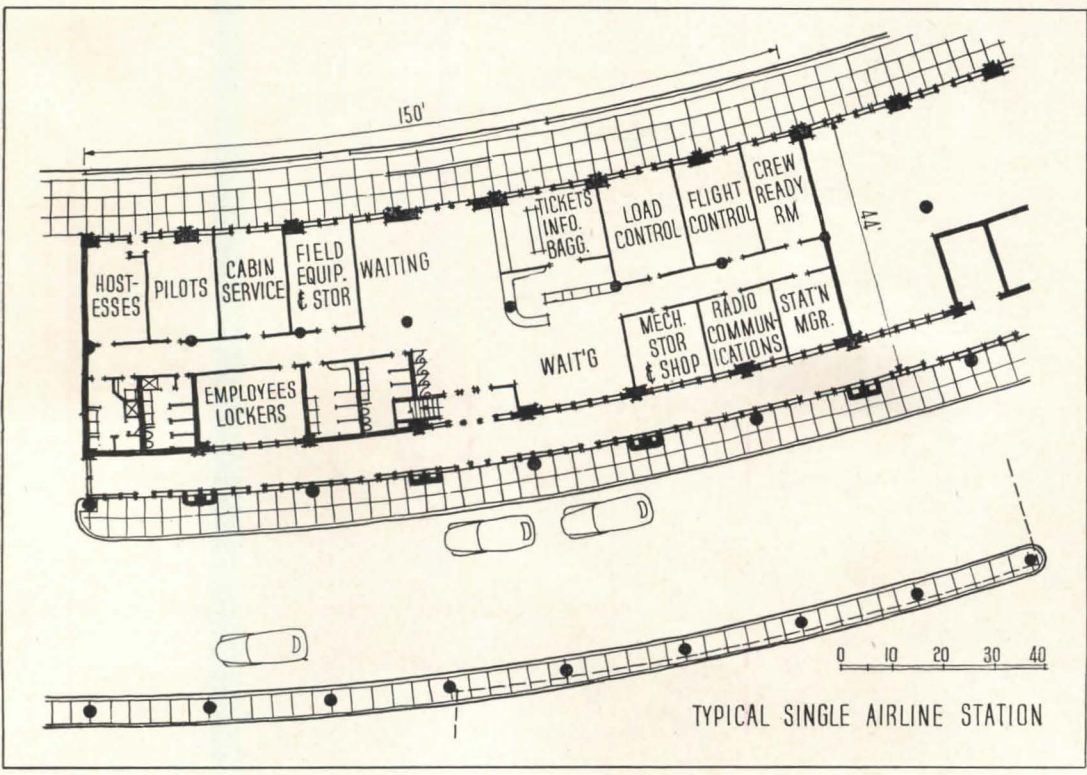 150'
HOST-
ESSES
PILOTS
CABIN
SERVICE
FIELD
EQUIP.
& STOR
WAITING
TICKETS
INFO.
BAGG.
LOAD
CONTROL
FLIGHT
CONTROL
CREW
READY
RM
44'
EMPLOYEES
LOCKERS
WAIT'G
MECH.
STOR
& SHOP
RADIO
COMMUN-
ICATIONS
STAT'N
MGR.
0 10 20 30 40
TYPICAL SINGLE AIRLINE STATION